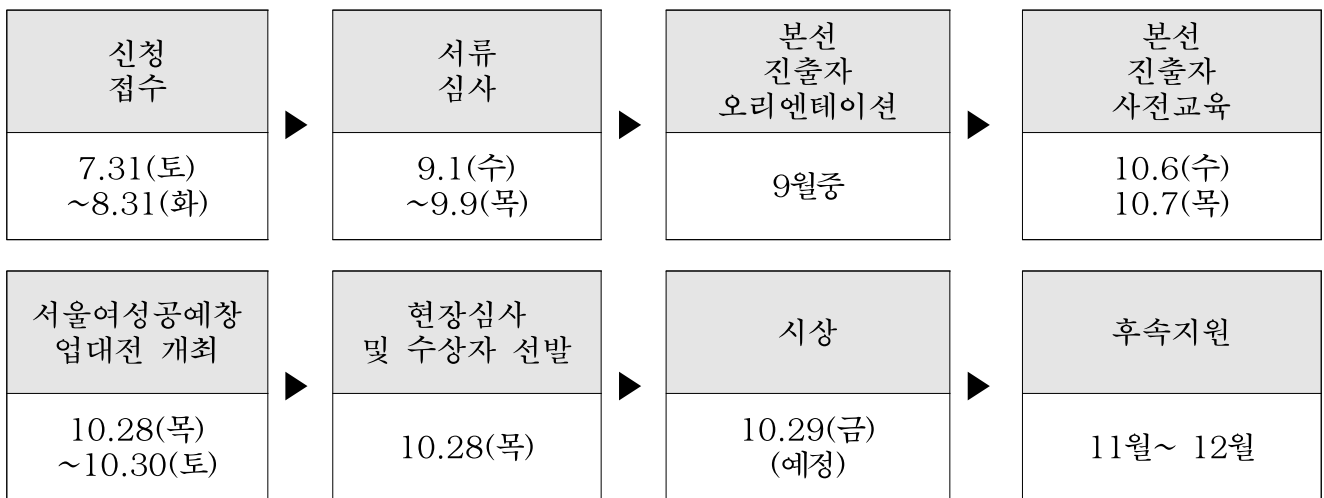 신청
접수
▶
서류
심사
▶
본선
진출자
오리엔테이션
▶
본선
진출자
사전교육
7.31(토)
~8.31(화)
9.1(수)
~9.9(목)
9월중
10.6(수)
10.7(목)
서울여성공예창
업대전 개최
▶
현장심사
및 수상자 선발
▶
시상
▶
후속지원
10.28(목)
~10.30(토)
10.28(목)
10.29(금)
(예정)
11월~ 12월